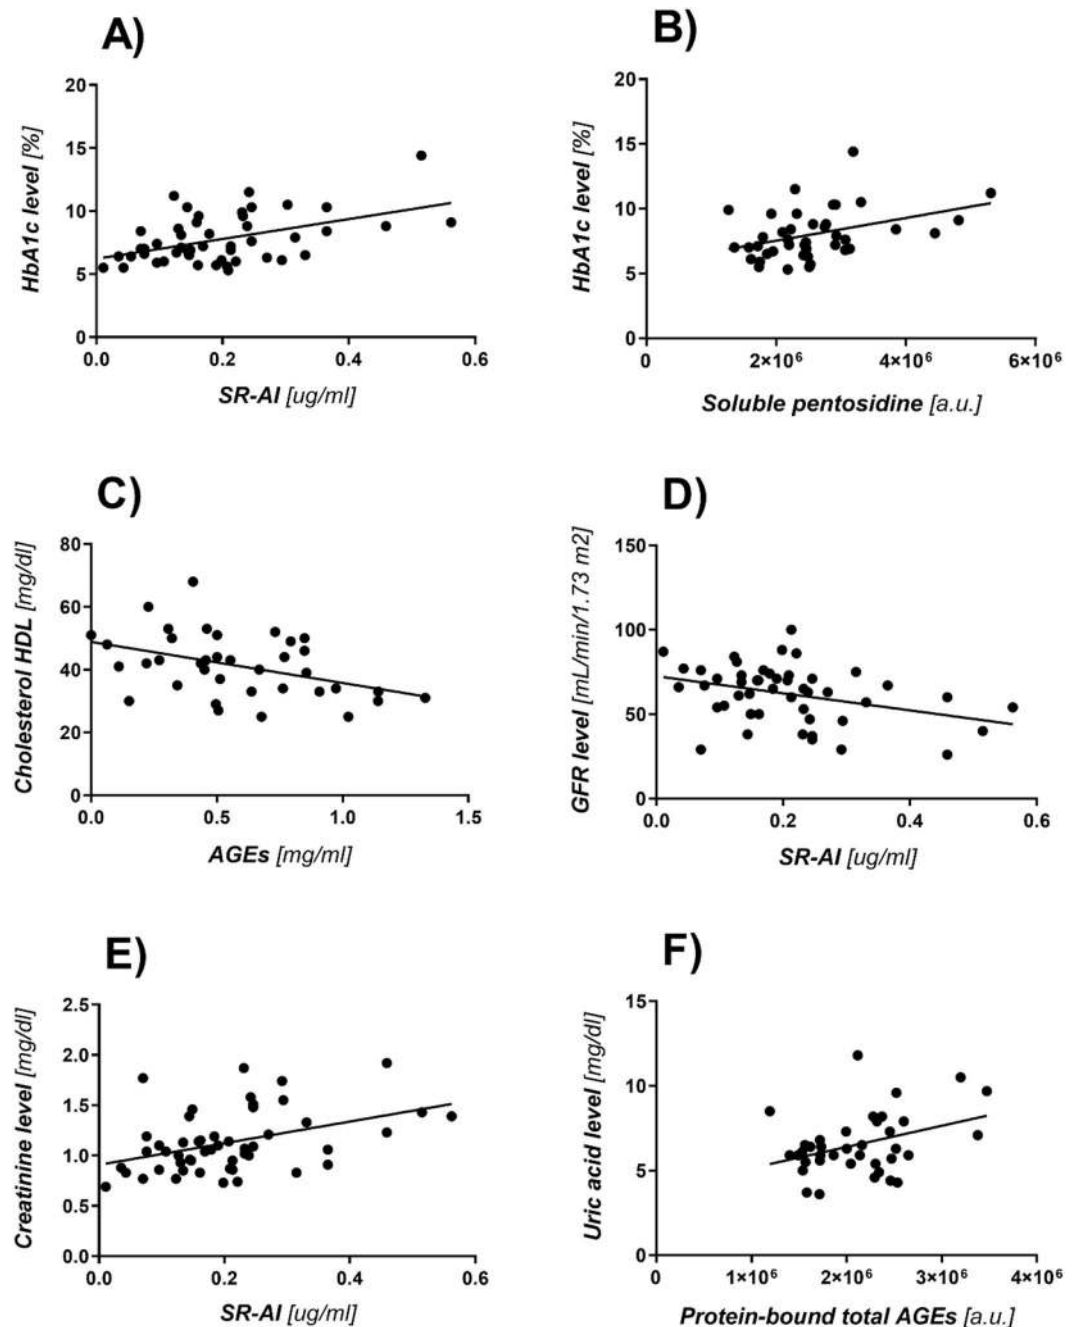 A)
HbA1c level [%]
20
15
10
5
0
0.0 0.2 0.4 0.6
SR-AI [ug/ml]
B)
HbA1c level [%]
20
15
10
5
0
0 2×10⁶ 4×10⁶ 6×10⁶
Soluble pentosidine [a.u.]
C)
Cholesterol HDL [mg/dl]
80
60
40
20
0
0.0 0.5 1.0 1.5
AGEs [mg/ml]
D)
GFR level [mL/min/1.73 m2]
150
100
50
0
0.0 0.2 0.4 0.6
SR-AI [ug/ml]
E)
Creatinine level [mg/dl]
2.5
2.0
1.5
1.0
0.5
0.0
0.0 0.2 0.4 0.6
SR-AI [ug/ml]
F)
Uric acid level [mg/dl]
15
10
5
0
0 1×10⁶ 2×10⁶ 3×10⁶ 4×10⁶
Protein-bound total AGEs [a.u.]